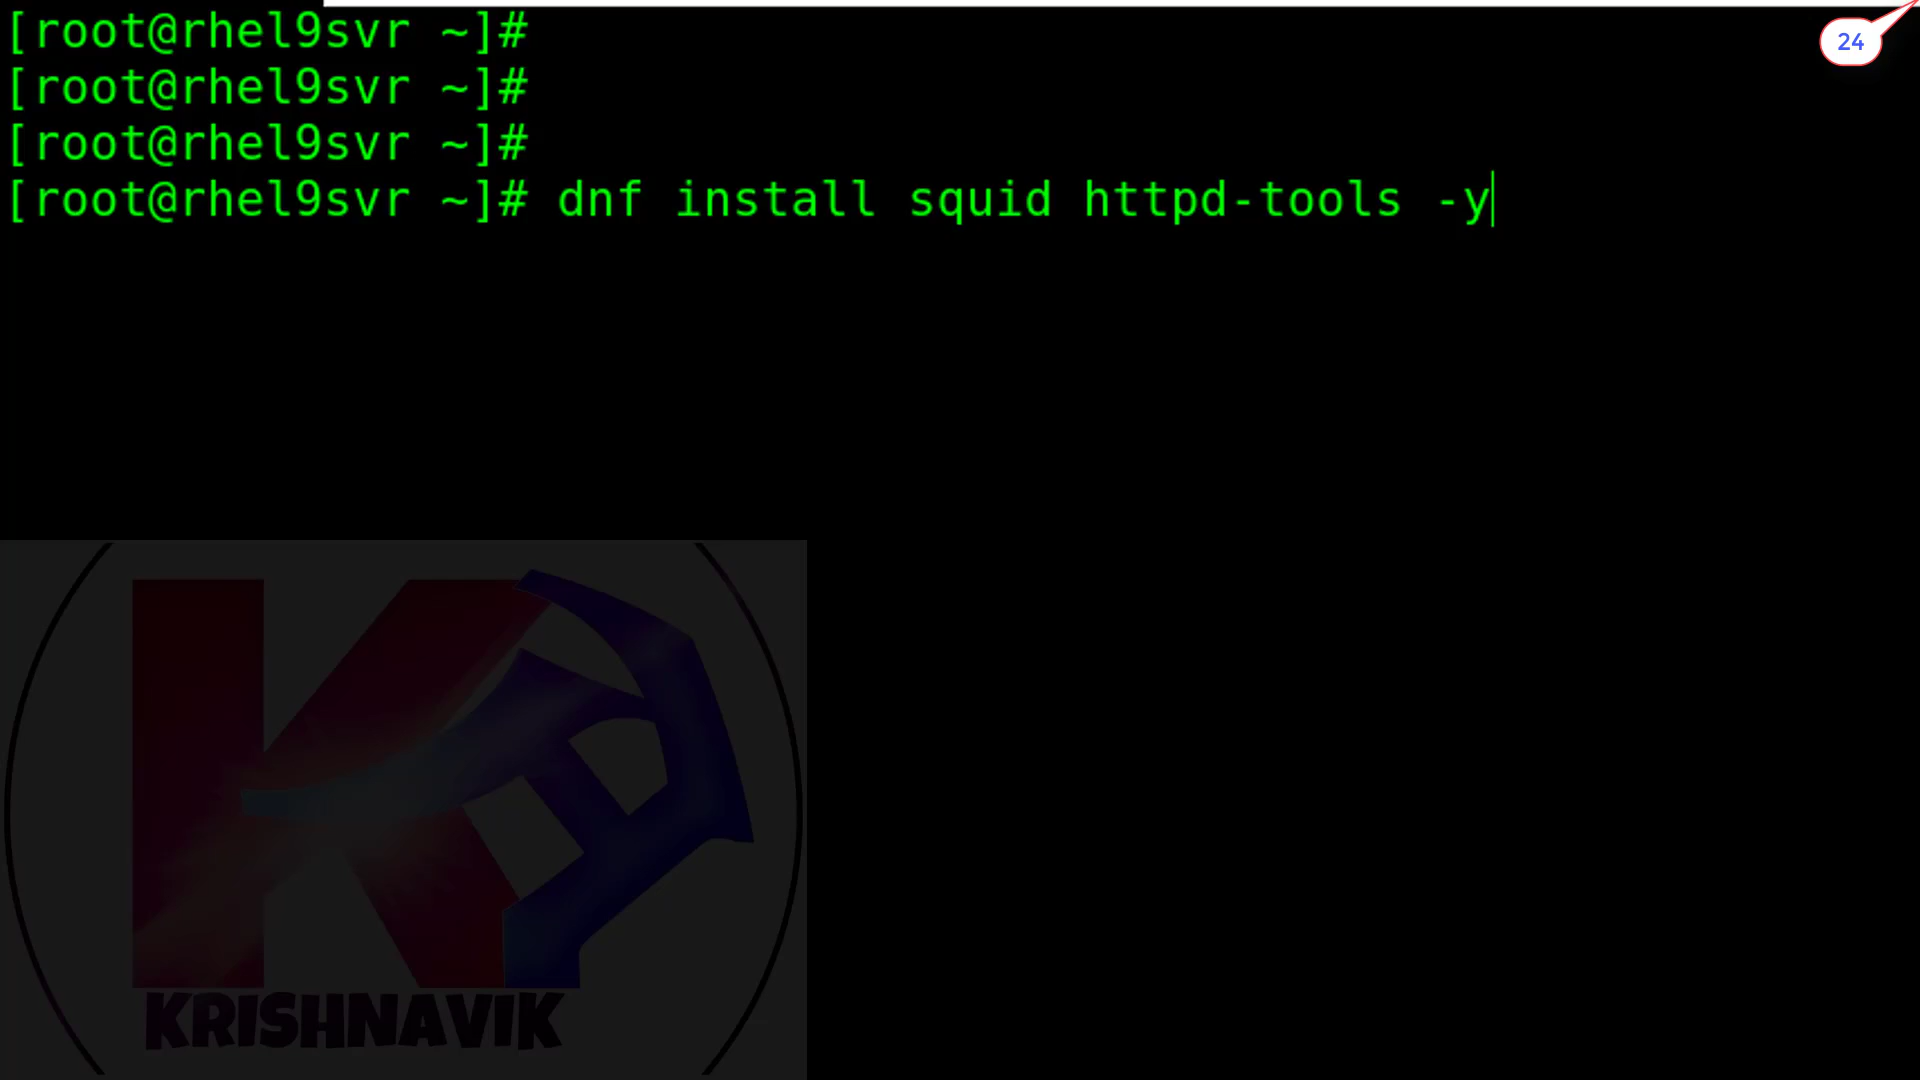 [root@rhel9svr ~]#
[root@rhel9svr ~]#
[root@rhel9svr ~]#
[root@rhel9svr ~]# dnf install squid httpd-tools -y
24
KRISHNAVIK